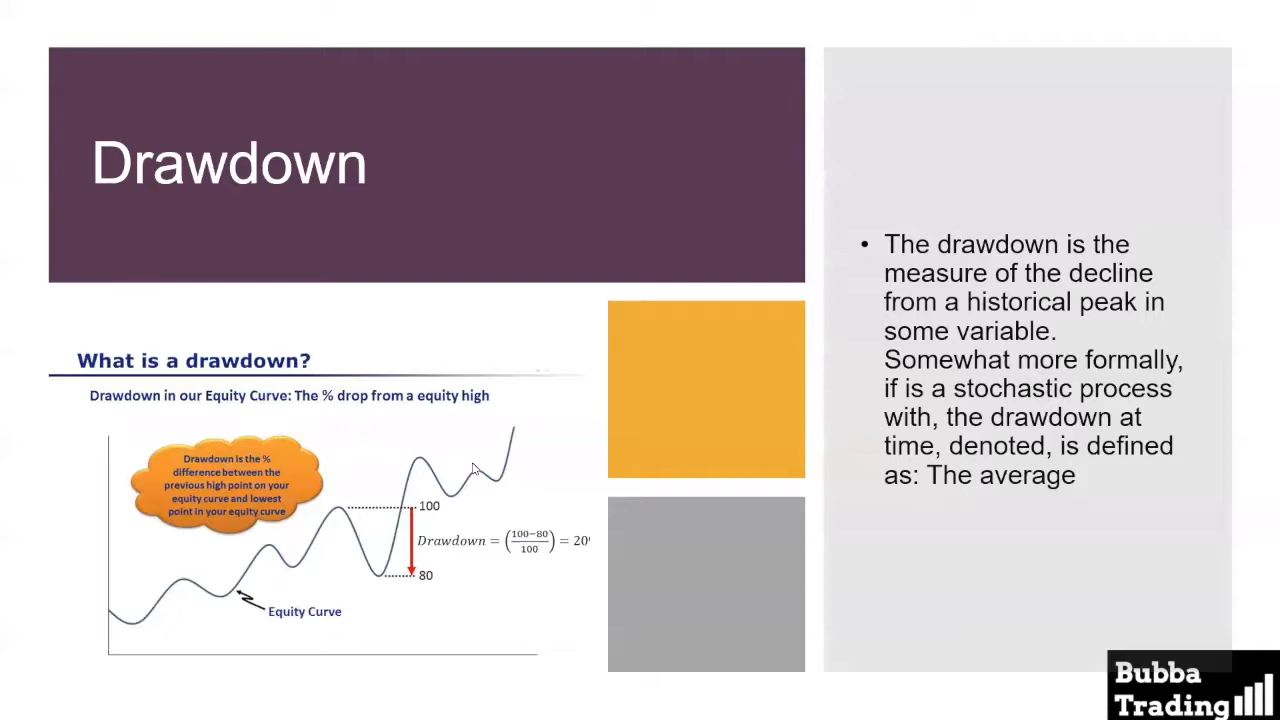 Drawdown
• The drawdown is the
measure of the decline
from a historical peak in
some variable.
Somewhat more formally,
if is a stochastic process
with, the drawdown at
time, denoted, is defined
as: The average
What is a drawdown?
Drawdown in our Equity Curve: The % drop from a equity high
Drawdown is the %
difference between the
previous high point on your
equity curve and lowest
point in your equity curve
100
Drawdown = (100−80/100) = 20
80
Equity Curve
Bubba
Trading